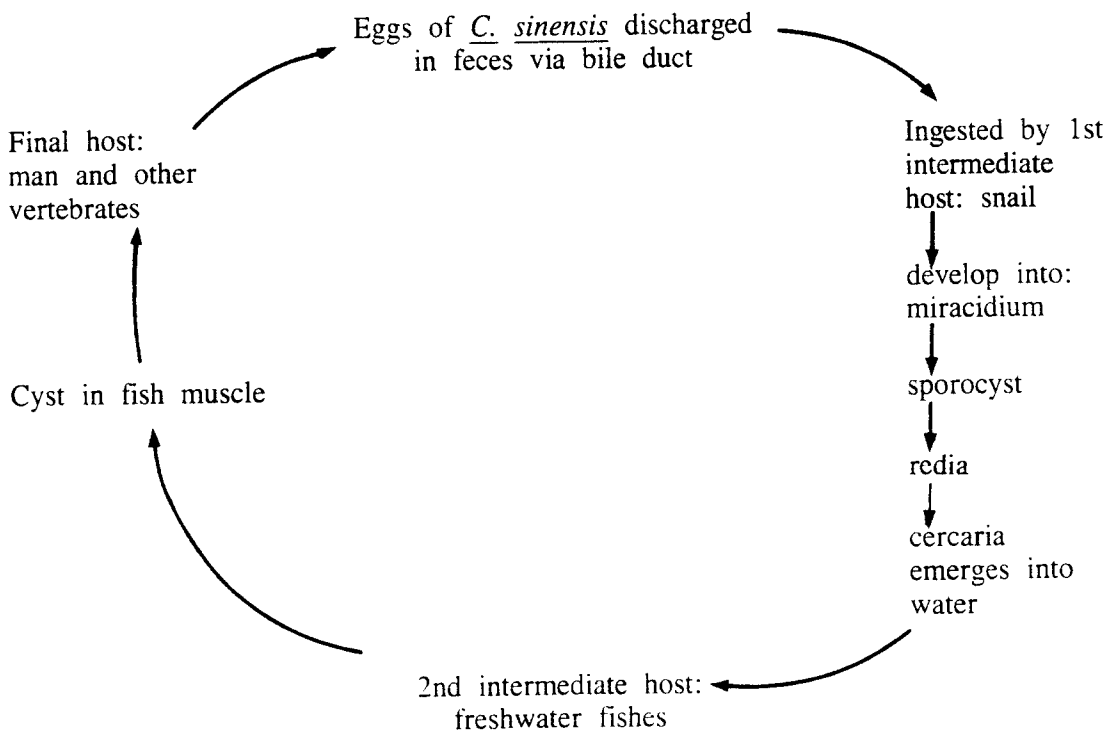 Eggs of C. sinensis discharged
in feces via bile duct
Ingested by 1st
intermediate
host: snail
develop into:
miracidium
sporocyst
redia
cercaria
emerges into
water
2nd intermediate host:
freshwater fishes
Cyst in fish muscle
Final host:
man and other
vertebrates